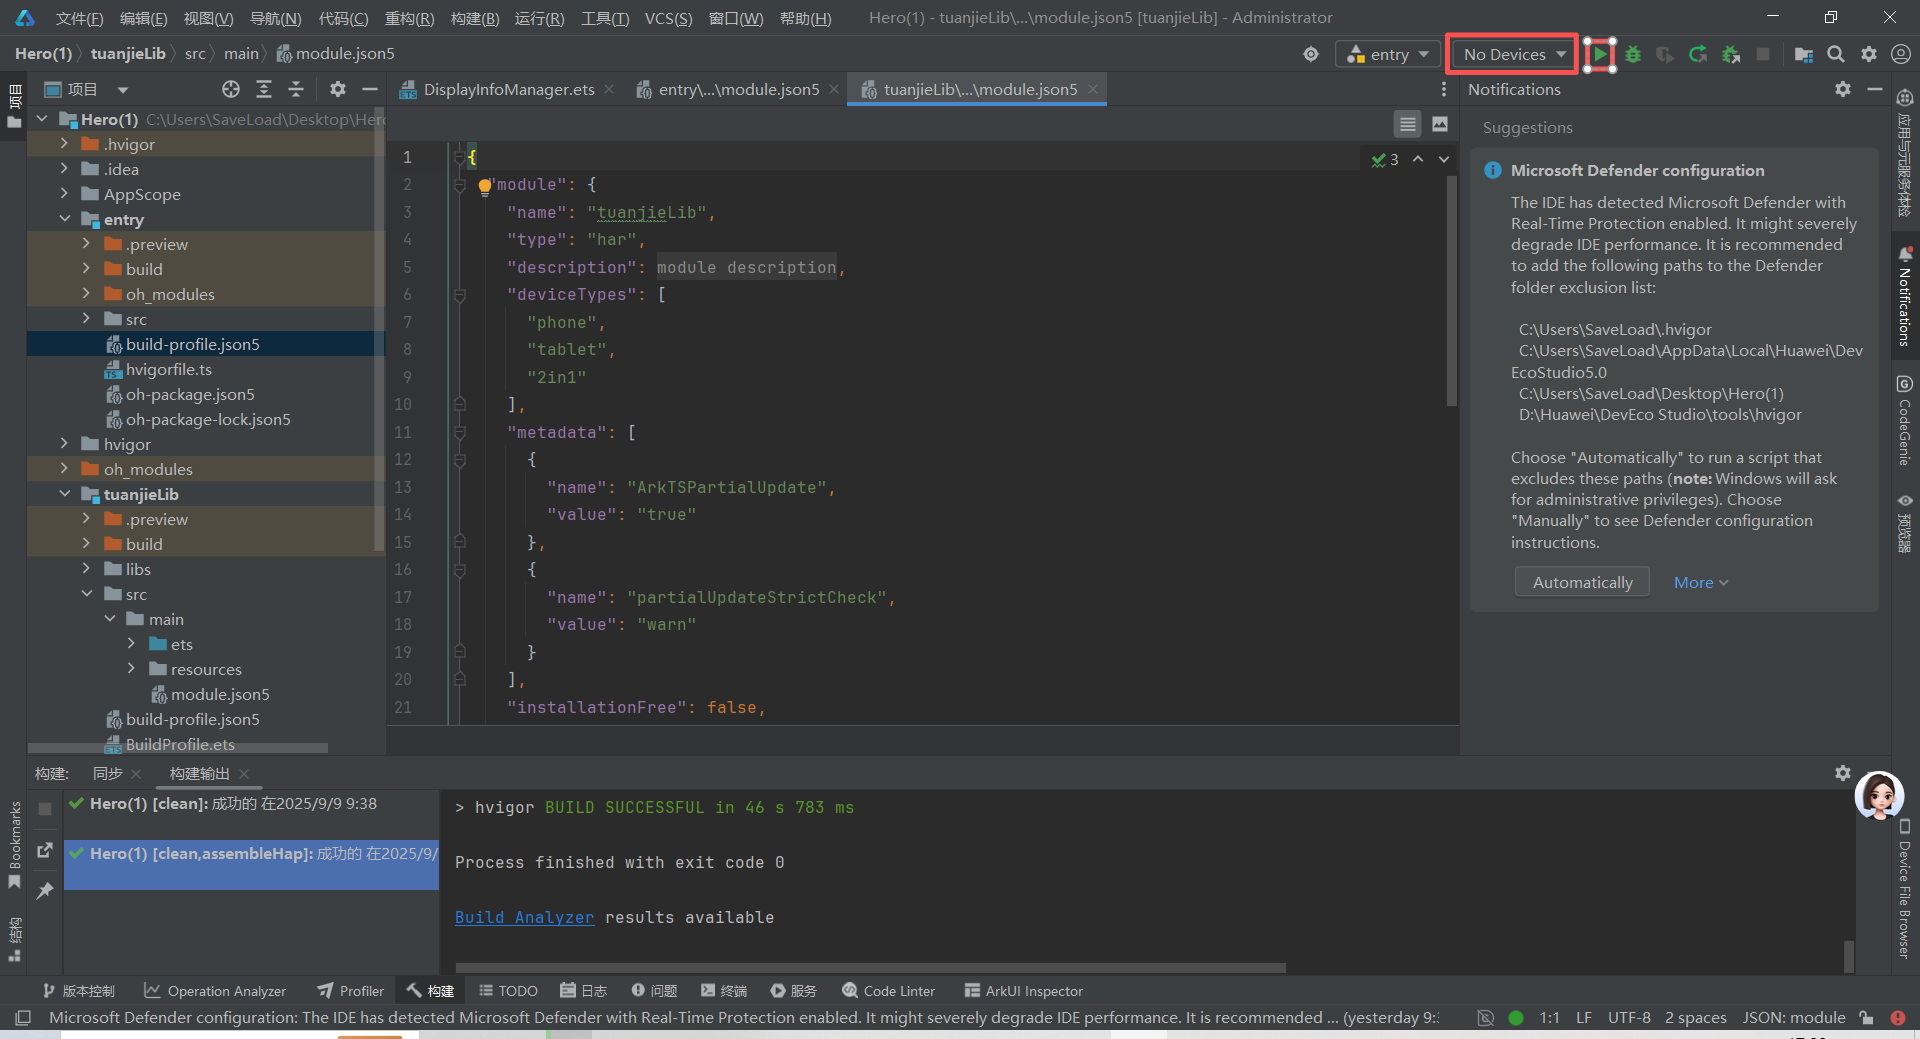 文件(F) 编辑(E) 视图(V) 导航(N) 代码(C) 重构(R) 构建(B) 运行(R) 工具(T) VCS(S) 窗口(W) 帮助(H) Hero(1) - tuanjieLib\...\module.json5 [tuanjieLib] - Administrator
Hero(1) tuanjieLib src main module.json5 entry No Devices
项目
项目
Hero(1) C:\Users\SaveLoad\Desktop\Hero
.hvigor
.idea
AppScope
entry
.preview
build
oh_modules
src
build-profile.json5
hvigorfile.ts
oh-package.json5
oh-package-lock.json5
hvigor
oh_modules
tuanjieLib
.preview
build
libs
src
main
ets
resources
module.json5
build-profile.json5
BuildProfile.ets
DisplayInfoManager.ets entry\...\module.json5 tuanjieLib\...\module.json5
3
1 {
2 "module": {
3 "name": "tuanjieLib",
4 "type": "har",
5 "description": module description,
6 "deviceTypes": [
7 "phone",
8 "tablet",
9 "2in1"
10 ],
11 "metadata": [
12 {
13 "name": "ArkTSPartialUpdate",
14 "value": "true"
15 },
16 {
17 "name": "partialUpdateStrictCheck",
18 "value": "warn"
19 }
20 ],
21 "installationFree": false,
Notifications
Suggestions
Microsoft Defender configuration
The IDE has detected Microsoft Defender with
Real-Time Protection enabled. It might severely
degrade IDE performance. It is recommended
to add the following paths to the Defender
folder exclusion list:
C:\Users\SaveLoad\.hvigor
C:\Users\SaveLoad\AppData\Local\Huawei\Dev
EcoStudio5.0
C:\Users\SaveLoad\Desktop\Hero(1)
D:\Huawei\DevEco Studio\tools\hvigor
Choose "Automatically" to run a script that
excludes these paths (note: Windows will ask
for administrative privileges). Choose
"Manually" to see Defender configuration
instructions.
Automatically More
应用与元服务体检
Notifications
CodeGenie
预览器
Device File Browser
Bookmarks
结构
构建: 同步 构建输出
Hero(1) [clean]: 成功的 在2025/9/9 9:38
Hero(1) [clean,assembleHap]: 成功的 在2025/9/
> hvigor BUILD SUCCESSFUL in 46 s 783 ms
Process finished with exit code 0
Build Analyzer results available
版本控制 Operation Analyzer Profiler 构建 TODO 日志 问题 终端 服务 Code Linter ArkUI Inspector
Microsoft Defender configuration: The IDE has detected Microsoft Defender with Real-Time Protection enabled. It might severely degrade IDE performance. It is recommended ... (yesterday 9:3 1:1 LF UTF-8 2 spaces JSON: module